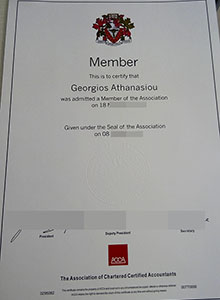 Member
This is to certify that
Georgios Athanasiou
was admitted a Member of the Association
on 18 f
Given under the Seal of the Association
on 08
President
Deputy President
Secretary
ACCA
The Association of Chartered Certified Accountants